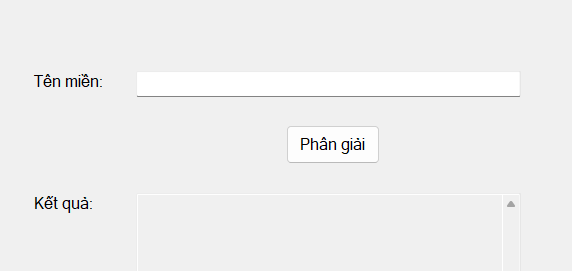 Tên miền:
Phân giải
Kết quả: